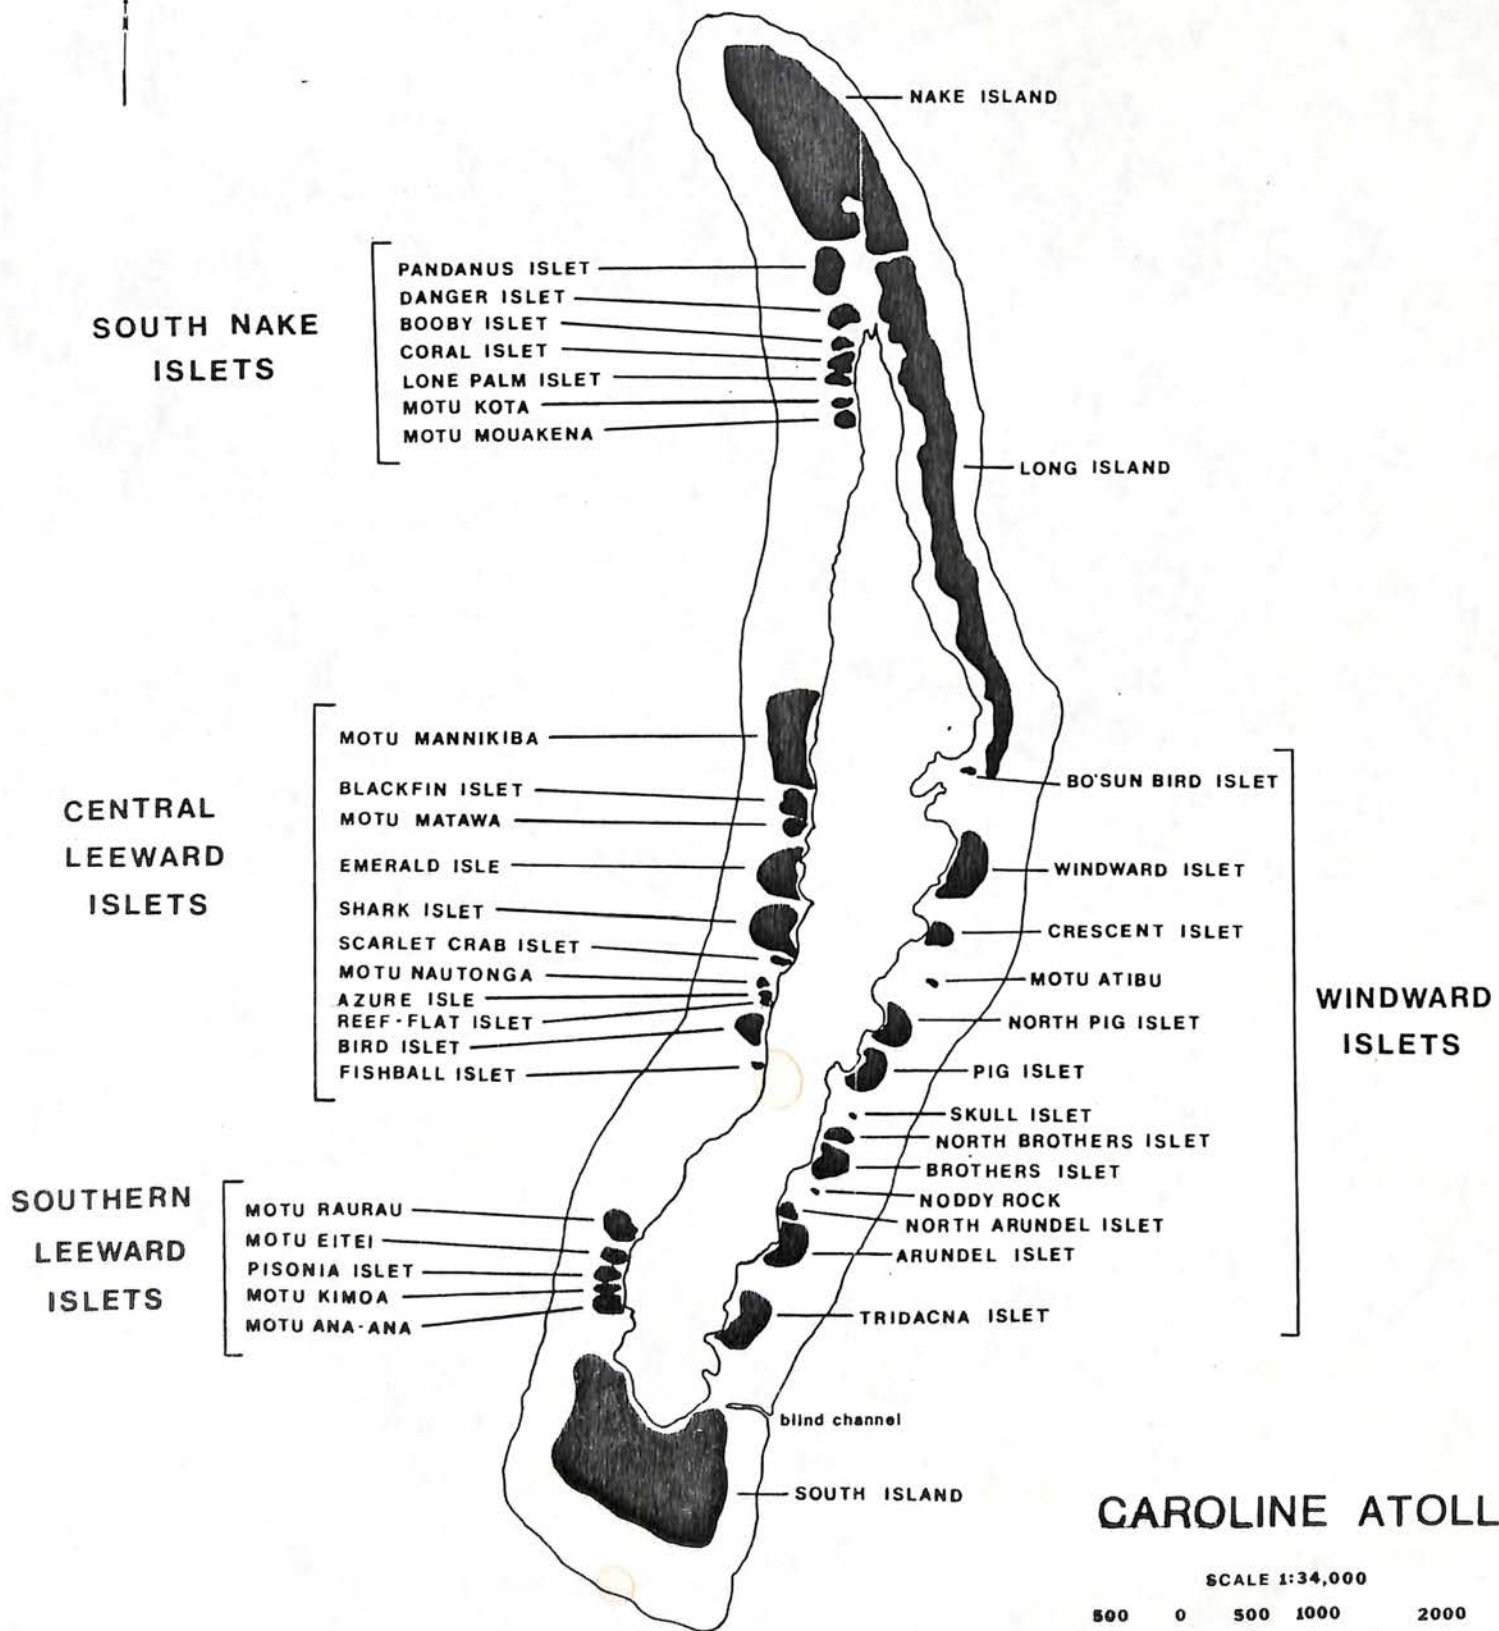 N
NAKE ISLAND
SOUTH NAKE
ISLETS
PANDANUS ISLET
DANGER ISLET
BOOBY ISLET
CORAL ISLET
LONE PALM ISLET
MOTU KOTA
MOTU MOUAKENA
LONG ISLAND
CENTRAL
LEEWARD
ISLETS
MOTU MANNIKIBA
BLACKFIN ISLET
MOTU MATAWA
EMERALD ISLE
SHARK ISLET
SCARLET CRAB ISLET
MOTU NAUTONGA
AZURE ISLE
REEF-FLAT ISLET
BIRD ISLET
FISHBALL ISLET
BO'SUN BIRD ISLET
WINDWARD ISLET
CRESCENT ISLET
MOTU ATIBU
NORTH PIG ISLET
PIG ISLET
SKULL ISLET
NORTH BROTHERS ISLET
BROTHERS ISLET
NODDY ROCK
NORTH ARUNDEL ISLET
ARUNDEL ISLET
TRIDACNA ISLET
WINDWARD
ISLETS
SOUTHERN
LEEWARD
ISLETS
MOTU RAURAU
MOTU EITEI
PISONIA ISLET
MOTU KIMOA
MOTU ANA-ANA
blind channel
SOUTH ISLAND
CAROLINE ATOLL
SCALE 1:34,000
500 0 500 1000 2000